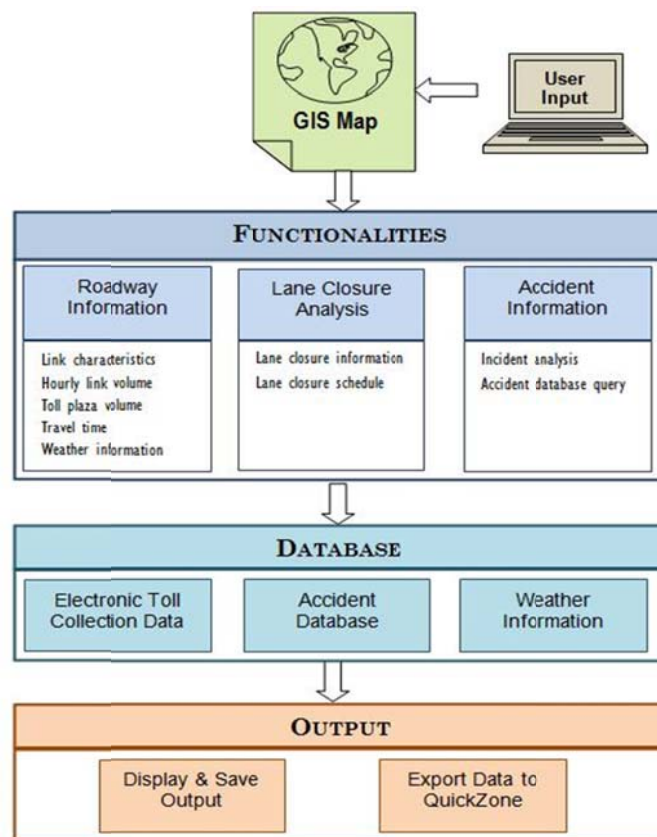 User
Input
GIS Map
FUNCTIONALITIES
Roadway
Information
Link characteristics
Hourly link volume
Toll plaza volume
Travel time
Weather information
Lane Closure
Analysis
Lane closure information
Lane closure schedule
Accident
Information
Incident analysis
Accident database query
DATABASE
Electronic Toll
Collection Data
Accident
Database
Weather
Information
OUTPUT
Display & Save
Output
Export Data to
QuickZone